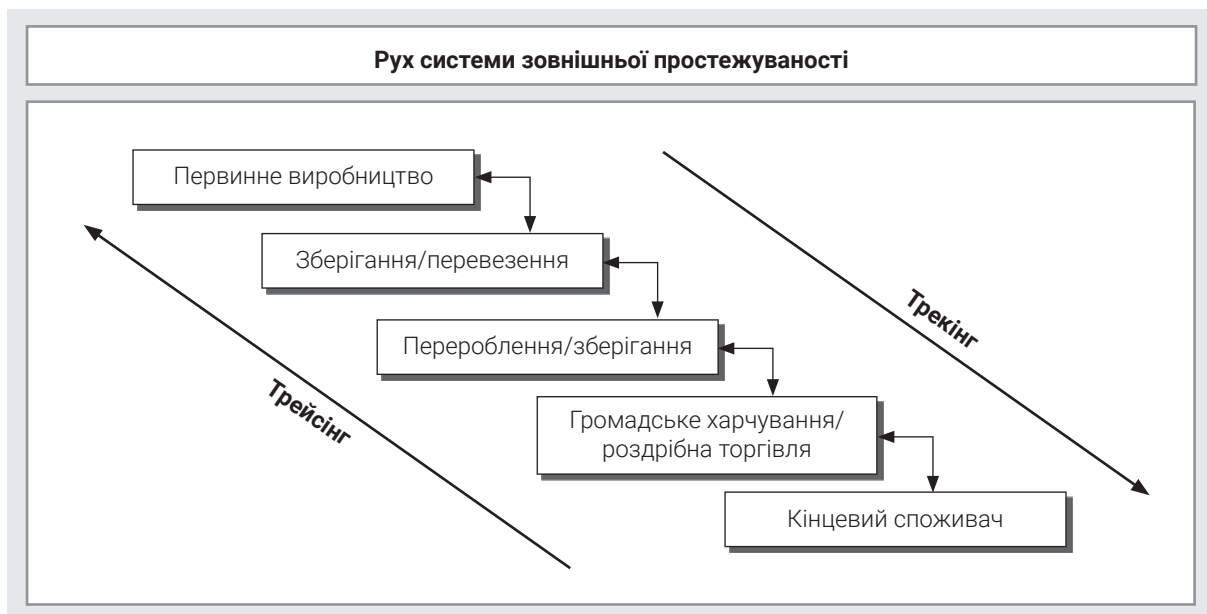 Рух системи зовнішньої простежуваності
Первинне виробництво
Зберігання/перевезення
Перероблення/зберігання
Громадське харчування/
роздрібна торгівля
Кінцевий споживач
Трейсінг
Трекінг